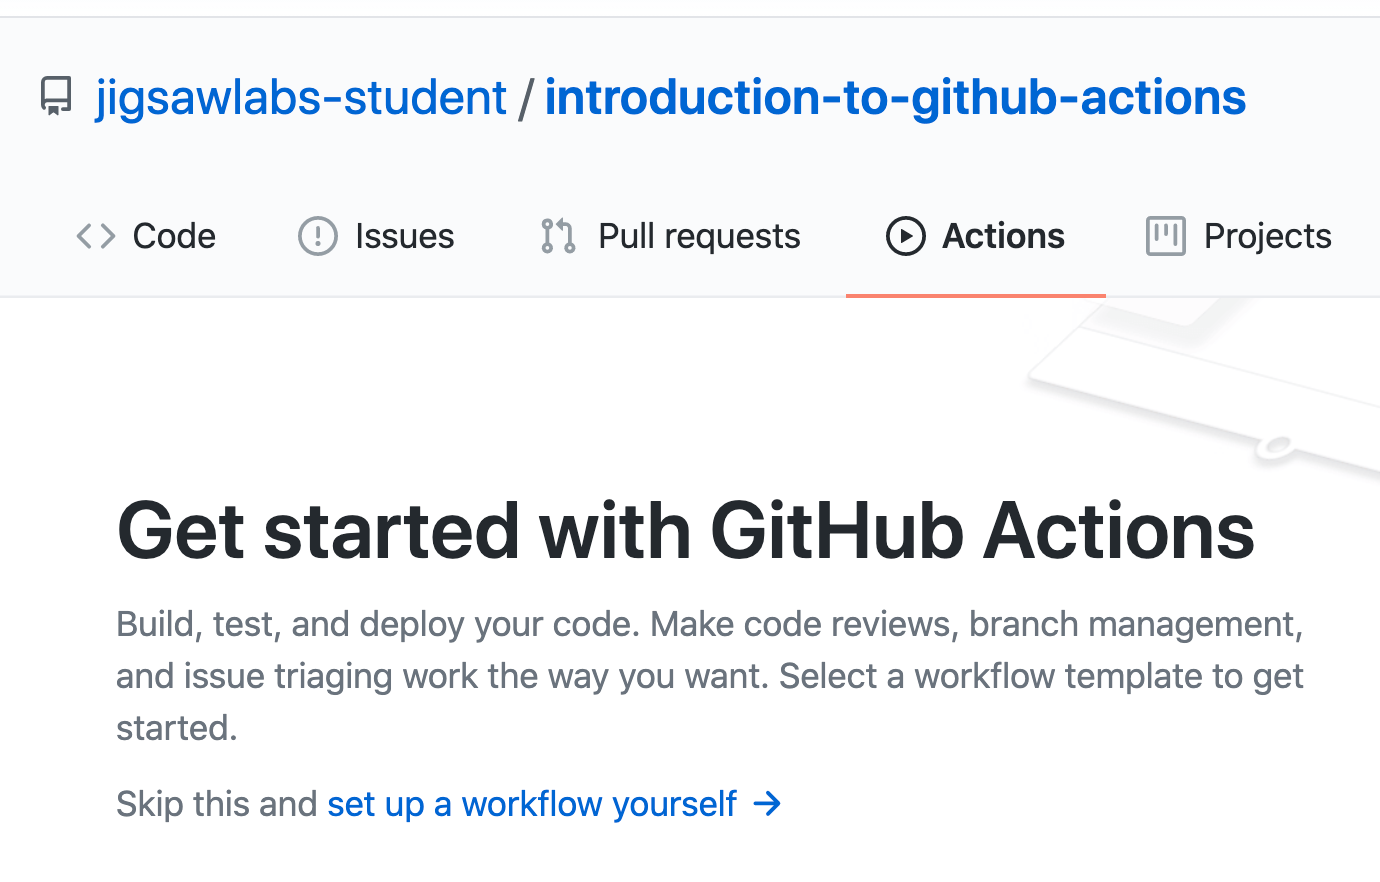 jigsawlabs-student / introduction-to-github-actions
Code Issues Pull requests Actions Projects
Get started with GitHub Actions
Build, test, and deploy your code. Make code reviews, branch management,
and issue triaging work the way you want. Select a workflow template to get
started.
Skip this and set up a workflow yourself →